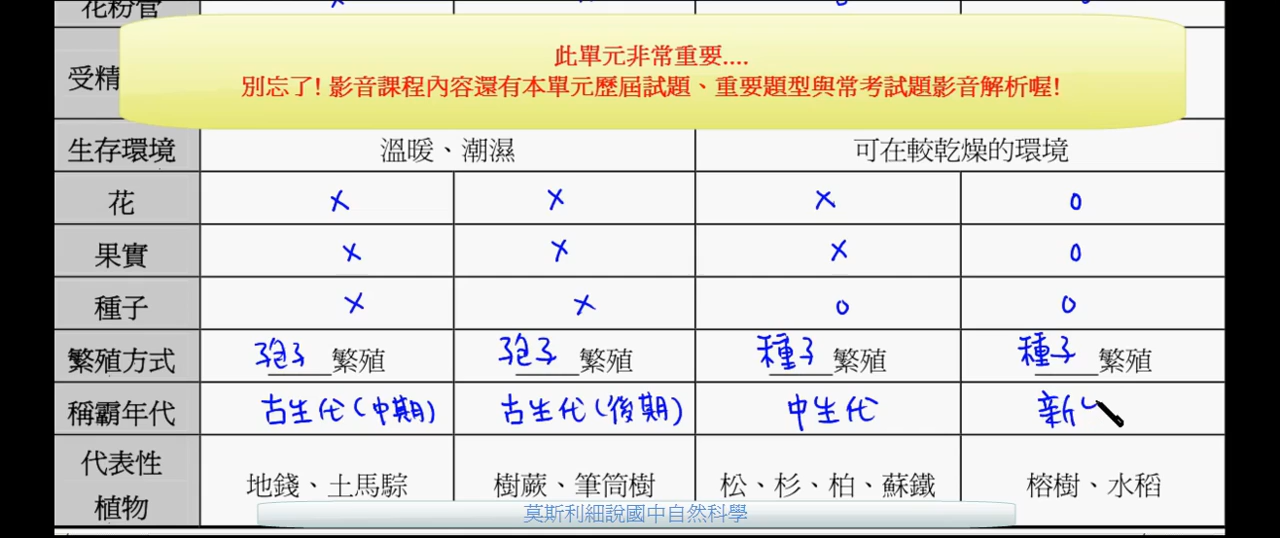 花粉管 x x o o
此單元非常重要....
別忘了! 影音課程內容還有本單元歷屆試題、重要題型與常考試題影音解析喔!
受精
生存環境 溫暖、潮濕 可在較乾燥的環境
花 x x x o
果實 x x x o
種子 x x o o
繁殖方式 孢子繁殖 孢子繁殖 種子繁殖 種子繁殖
稱霸年代 古生代(中期) 古生代(後期) 中生代 新
代表性
植物 地錢、土馬騌 樹蕨、筆筒樹 松、杉、柏、蘇鐵 榕樹、水稻
莫斯利細說國中自然科學